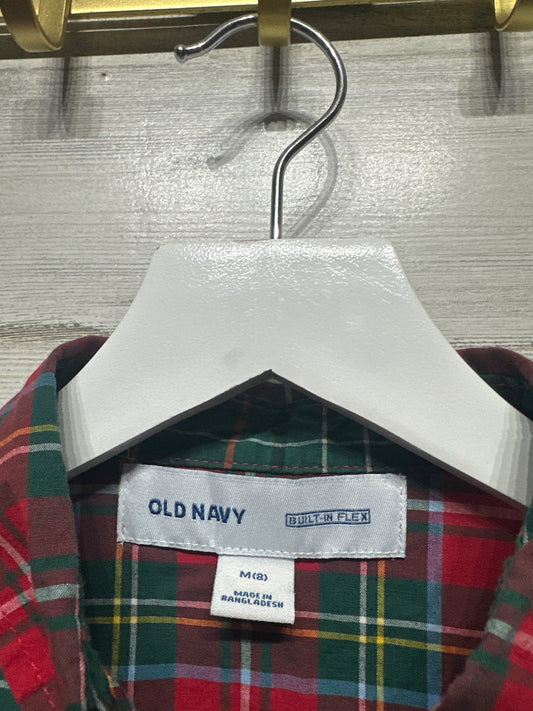 OLD NAVY
BUILT-IN FLEX
M(8)
MADE IN
BANGLADESH